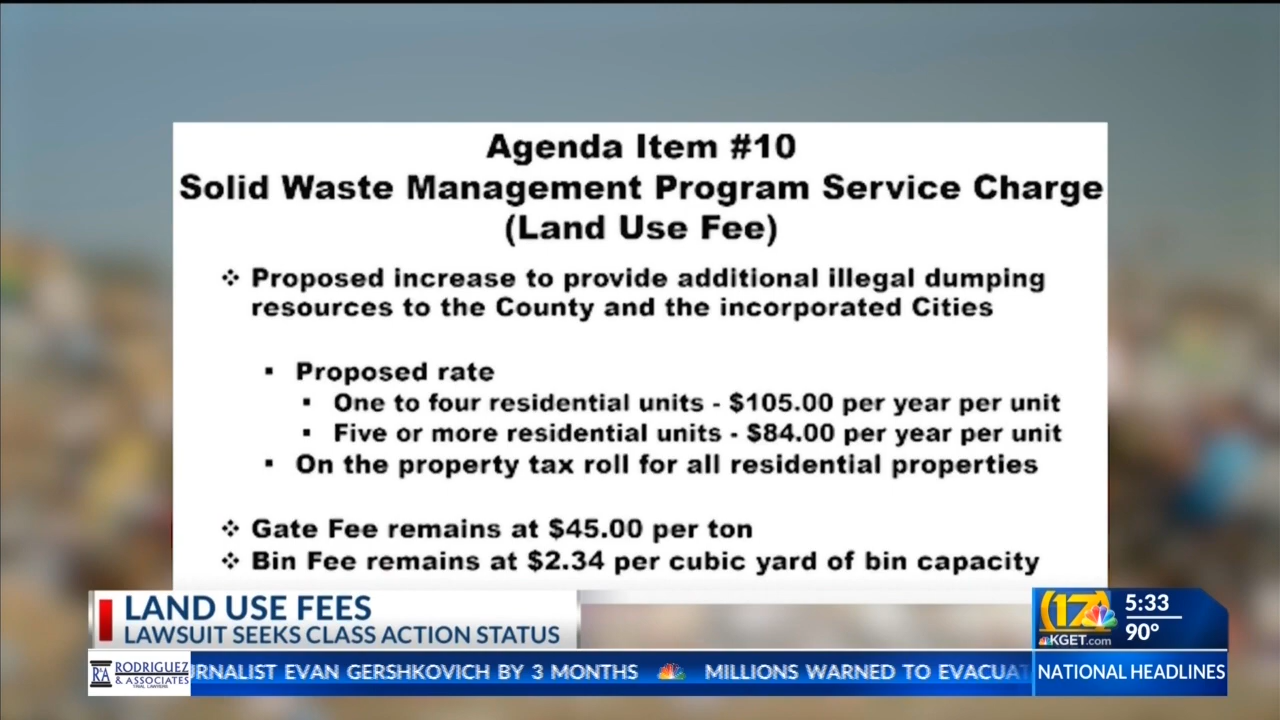 Agenda Item #10
Solid Waste Management Program Service Charge
(Land Use Fee)
❖ Proposed increase to provide additional illegal dumping
resources to the County and the incorporated Cities
▪ Proposed rate
▪ One to four residential units - $105.00 per year per unit
▪ Five or more residential units - $84.00 per year per unit
▪ On the property tax roll for all residential properties
❖ Gate Fee remains at $45.00 per ton
❖ Bin Fee remains at $2.34 per cubic yard of bin capacity
LAND USE FEES
LAWSUIT SEEKS CLASS ACTION STATUS
17
KGET.com
5:33
90°
RODRIGUEZ
& ASSOCIATES
TRIAL LAWYERS
RNALIST EVAN GERSHKOVICH BY 3 MONTHS MILLIONS WARNED TO EVACUA
NATIONAL HEADLINES